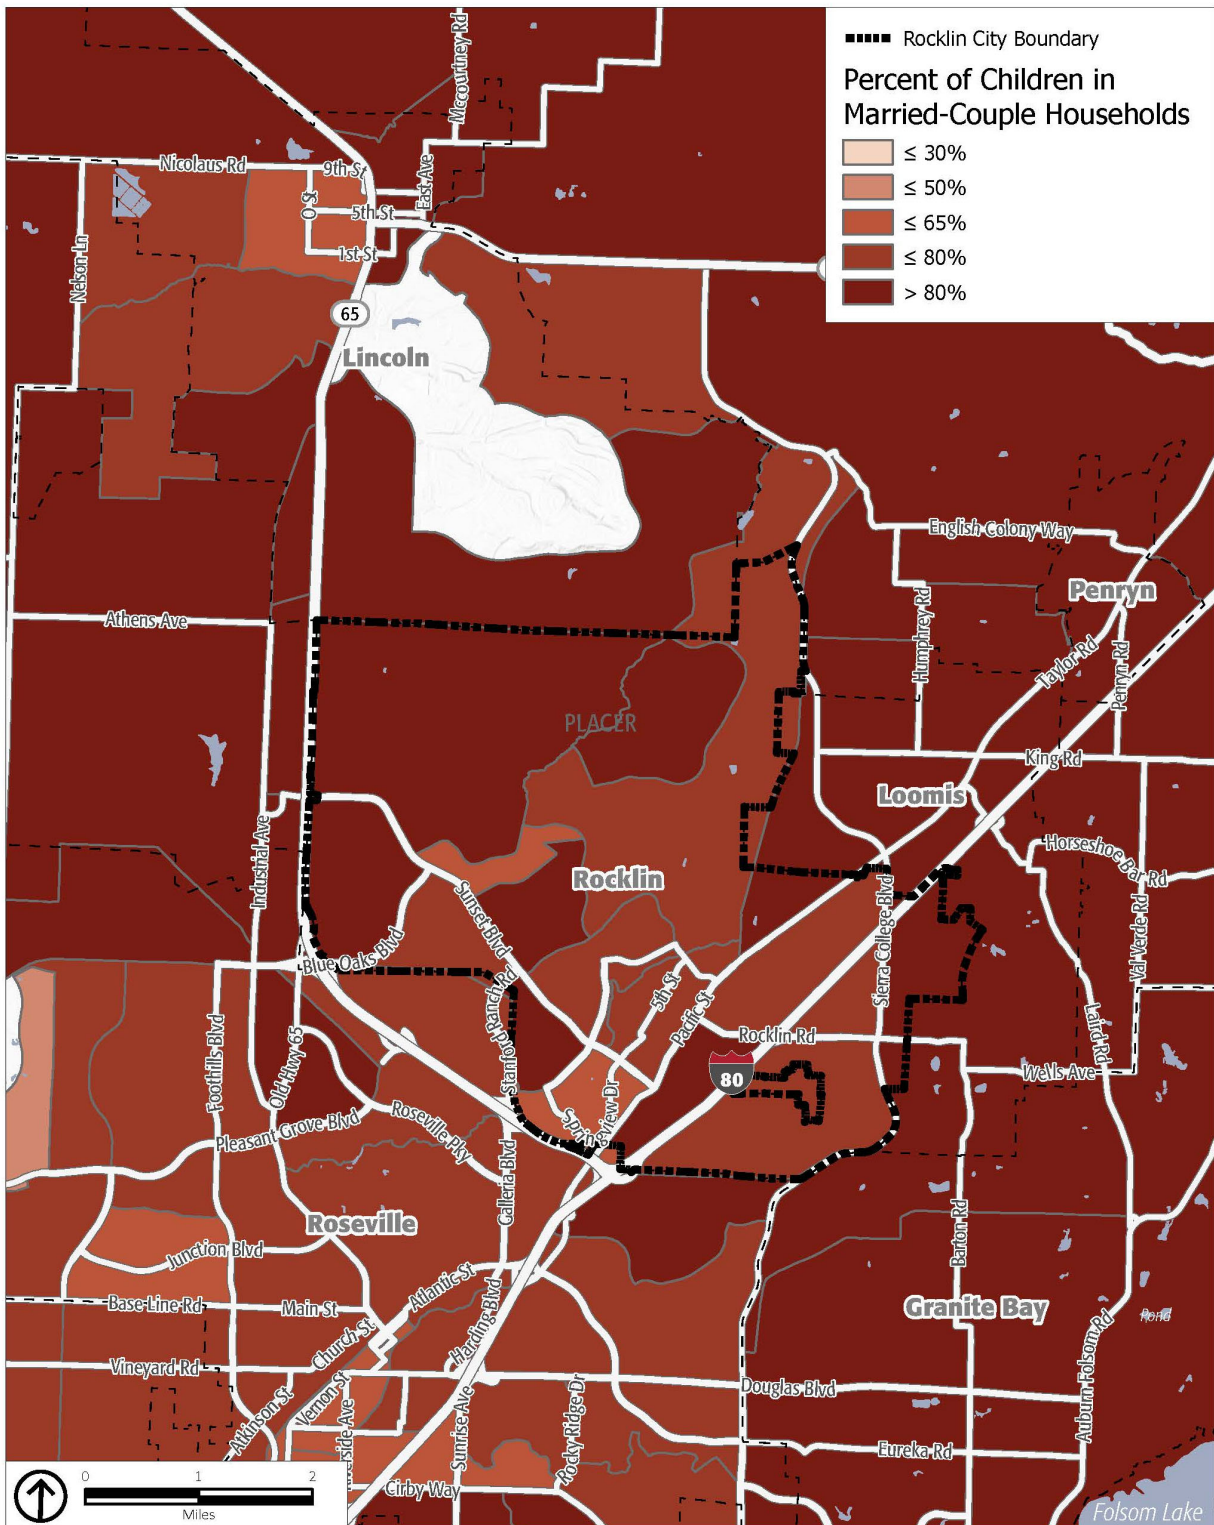 Rocklin City Boundary
Percent of Children in
Married-Couple Households
≤ 30%
≤ 50%
≤ 65%
≤ 80%
> 80%
Mccourtney Rd
Nicolaus Rd
9th St
East Ave
O St
5th St
1st St
Nelson Ln
65
Lincoln
English Colony Way
Penryn
Athens Ave
Humphrey Rd
Taylor Rd
Penryn Rd
PLACER
King Rd
Loomis
Industrial Ave
Horseshoe Bar Rd
Rocklin
Sunset Blvd
Sierra College Blvd
Val Verde Rd
Blue Oaks Blvd
Stanford Ranch Rd
5th St
Pacific St
Laird Rd
Foothills Blvd
Old Hwy 65
Rocklin Rd
80
Wells Ave
Springview Dr
Pleasant Grove Blvd
Roseville Pky
Galleria Blvd
Roseville
Barton Rd
Junction Blvd
Atlantic St
Base Line Rd
Main St
Granite Bay
Pond
Church St
Harding Blvd
Vineyard Rd
Auburn Folsom Rd
Douglas Blvd
Vernon St
Atkinson St
Riverside Ave
Sunrise Ave
Rocky Ridge Dr
Eureka Rd
Cirby Way
0 1 2
Miles
Folsom Lake